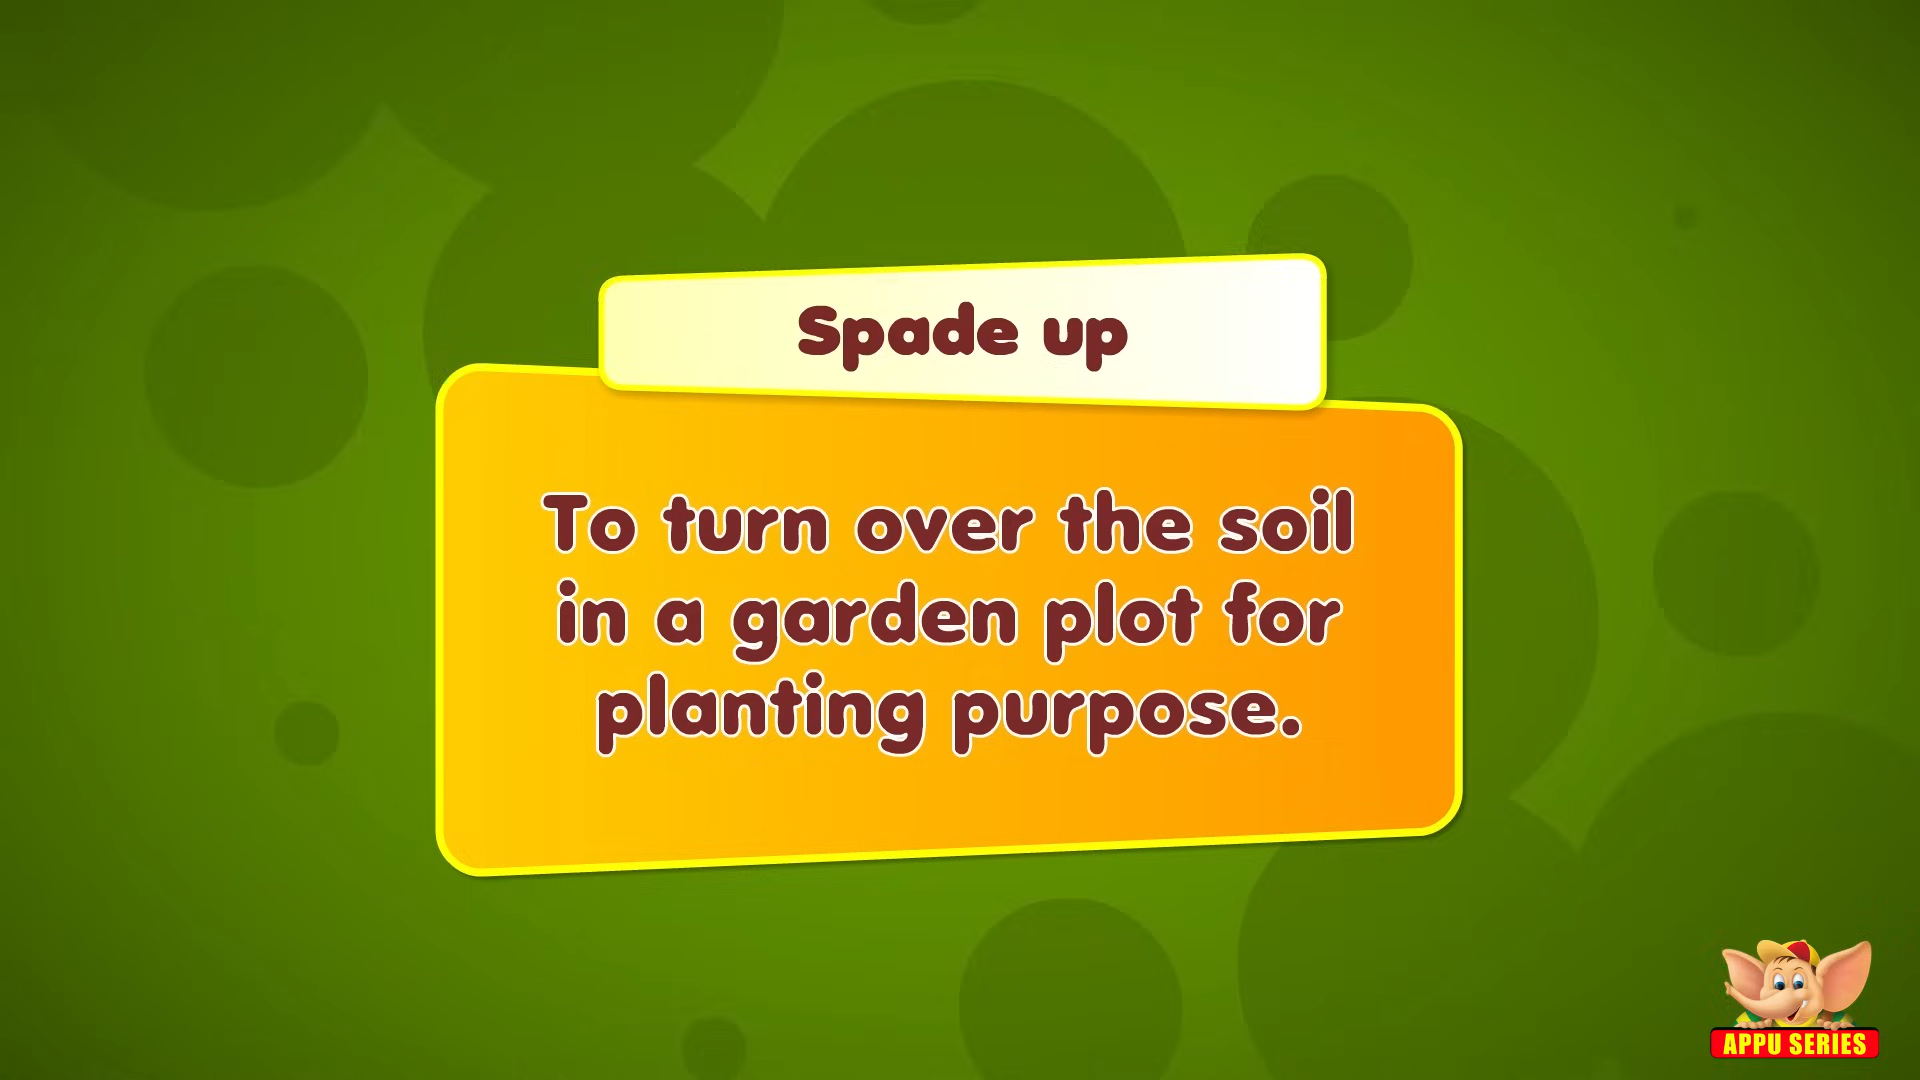 Spade up
To turn over the soil
in a garden plot for
planting purpose.
APPU SERIES